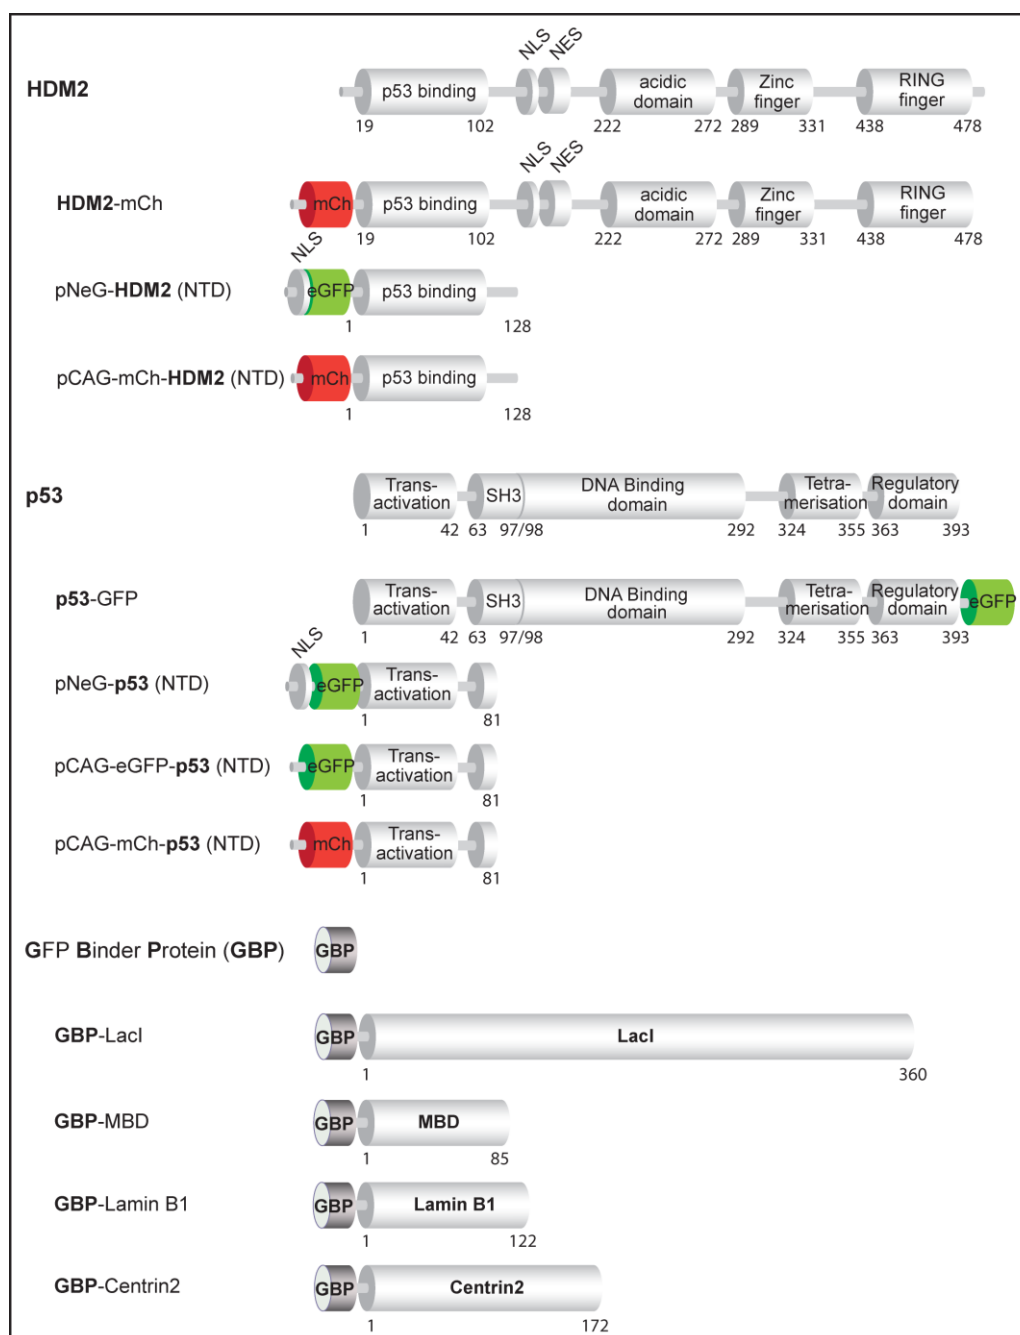 NLS NES
HDM2 p53 binding acidic domain Zinc finger RING finger
19 102 222 272 289 331 438 478
NLS NES
HDM2-mCh mCh p53 binding acidic domain Zinc finger RING finger
19 102 222 272 289 331 438 478
NLS
pNeG-HDM2 (NTD) eGFP p53 binding
1 128
pCAG-mCh-HDM2 (NTD) mCh p53 binding
1 128
p53 Trans-activation SH3 DNA Binding domain Tetra-merisation Regulatory domain
1 42 63 97/98 292 324 355 363 393
p53-GFP Trans-activation SH3 DNA Binding domain Tetra-merisation Regulatory domain eGFP
1 42 63 97/98 292 324 355 363 393
NLS
pNeG-p53 (NTD) eGFP Trans-activation
1 81
pCAG-eGFP-p53 (NTD) eGFP Trans-activation
1 81
pCAG-mCh-p53 (NTD) mCh Trans-activation
1 81
GFP Binder Protein (GBP) GBP
GBP-LacI GBP LacI
1 360
GBP-MBD GBP MBD
1 85
GBP-Lamin B1 GBP Lamin B1
1 122
GBP-Centrin2 GBP Centrin2
1 172